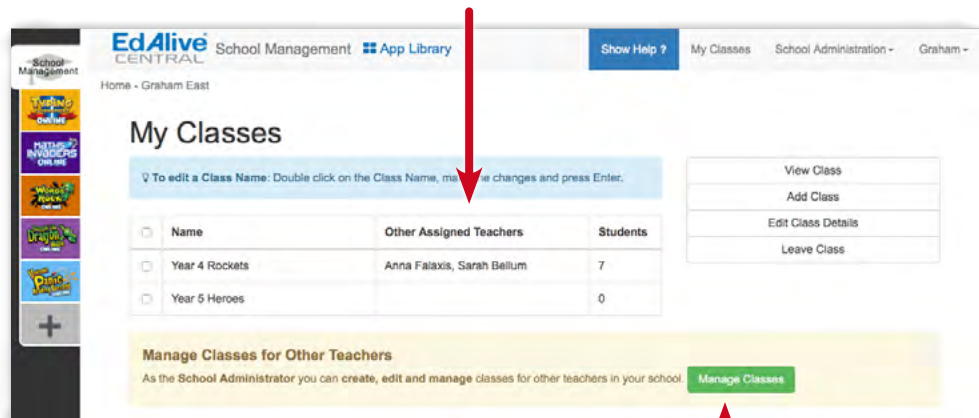 School
Management
TYPING
ONLINE
MATHS
INVADERS
ONLINE
WORDS
ROCK
ONLINE
EdAlive
CENTRAL
School Management
App Library
Show Help ?
My Classes
School Administration
Graham
Home - Graham East
My Classes
To edit a Class Name: Double click on the Class Name, ma changes and press Enter.
Name Other Assigned Teachers Students
Year 4 Rockets Anna Falaxis, Sarah Bellum 7
Year 5 Heroes 0
View Class
Add Class
Edit Class Details
Leave Class
Manage Classes for Other Teachers
As the School Administrator you can create, edit and manage classes for other teachers in your school. Manage Classes